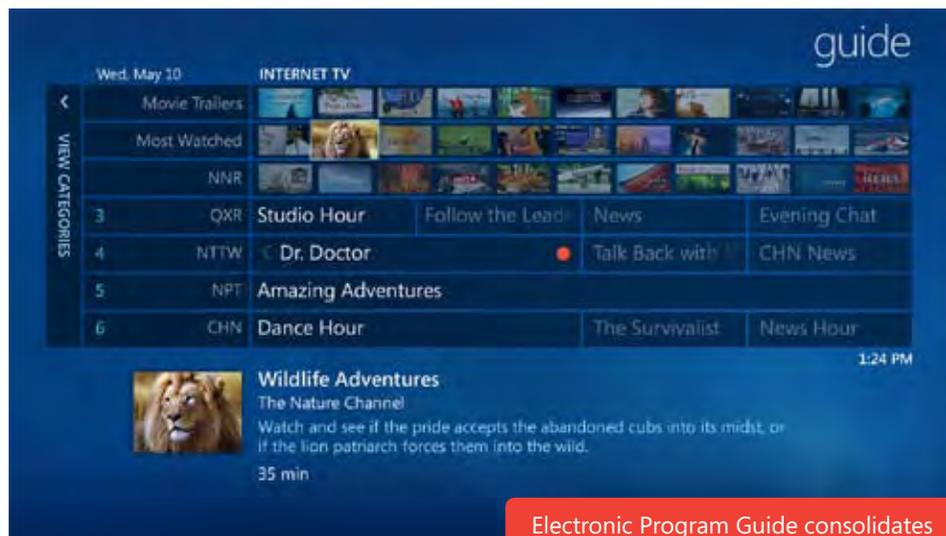 guide
Wed, May 10 INTERNET TV
Movie Trailers
Most Watched
NNR
VIEW CATEGORIES
3 QXR Studio Hour Follow the Lead News Evening Chat
4 NTTW Dr. Doctor Talk Back with CHN News
5 NPT Amazing Adventures
6 CHN Dance Hour The Survivalist News Hour
1:24 PM
Wildlife Adventures
The Nature Channel
Watch and see if the pride accepts the abandoned cubs into its midst, or
if the lion patriarch forces them into the wild.
35 min
Electronic Program Guide consolidates